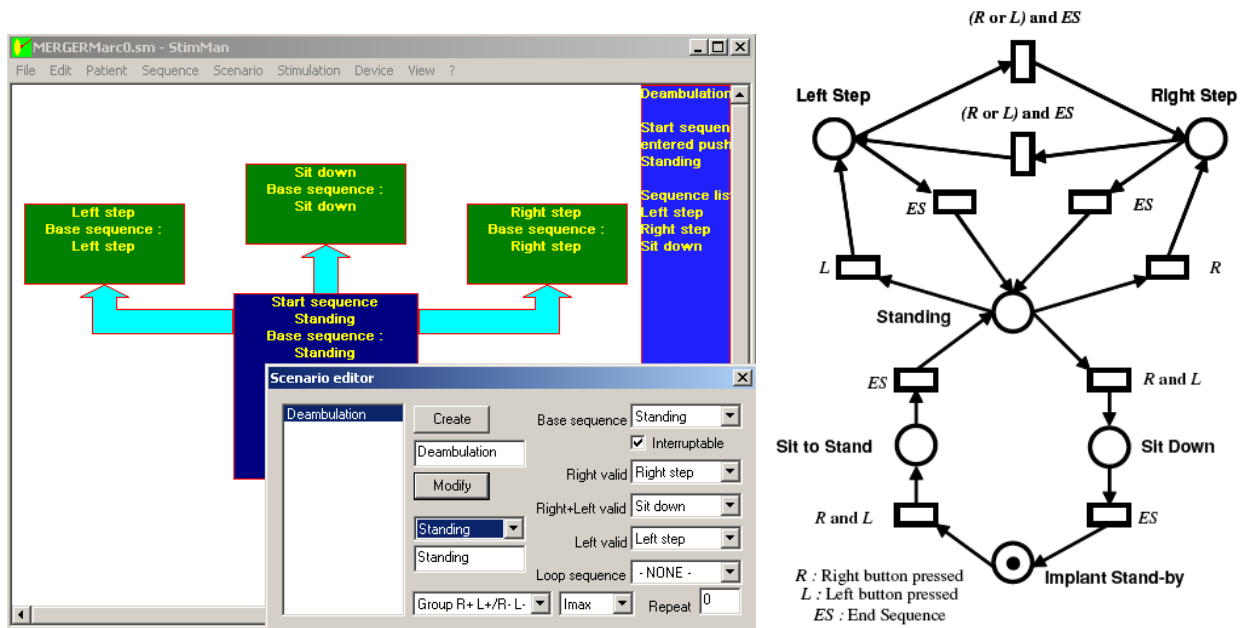 MERGERMarc0.sm - StimMan
File Edit Patient Sequence Scenario Stimulation Device View ?
Sit down
Base sequence :
Sit down
Left step
Base sequence :
Left step
Right step
Base sequence :
Right step
Start sequence
Standing
Base sequence :
Standing
Deambulation
Start sequen
entered push
Standing
Sequence lis
Left step
Right step
Sit down
Scenario editor
Deambulation
Create
Deambulation
Modify
Standing
Standing
Group R+ L+/R- L-
Imax
Base sequence Standing
Interruptable
Right valid Right step
Right+Left valid Sit down
Left valid Left step
Loop sequence - NONE -
Repeat 0
(R or L) and ES
Left Step
Right Step
(R or L) and ES
ES
ES
L
R
Standing
ES
R and L
Sit to Stand
Sit Down
R and L
ES
Implant Stand-by
R : Right button pressed
L : Left button pressed
ES : End Sequence